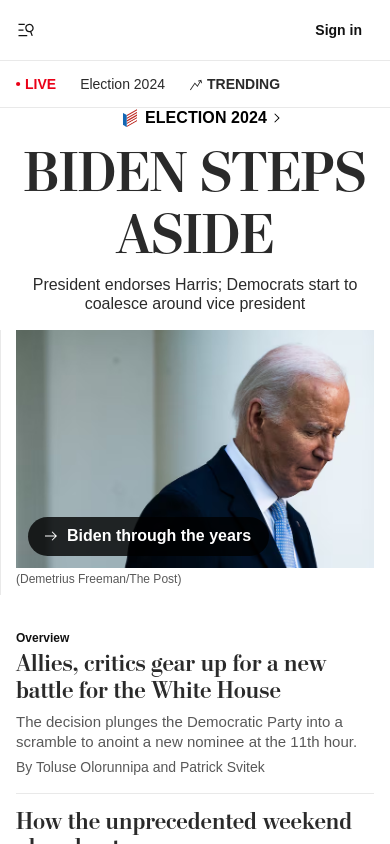 Sign in
LIVE Election 2024 TRENDING
ELECTION 2024
BIDEN STEPS
ASIDE
President endorses Harris; Democrats start to
coalesce around vice president
Biden through the years
(Demetrius Freeman/The Post)
Overview
Allies, critics gear up for a new
battle for the White House
The decision plunges the Democratic Party into a
scramble to anoint a new nominee at the 11th hour.
By Toluse Olorunnipa and Patrick Svitek
How the unprecedented weekend